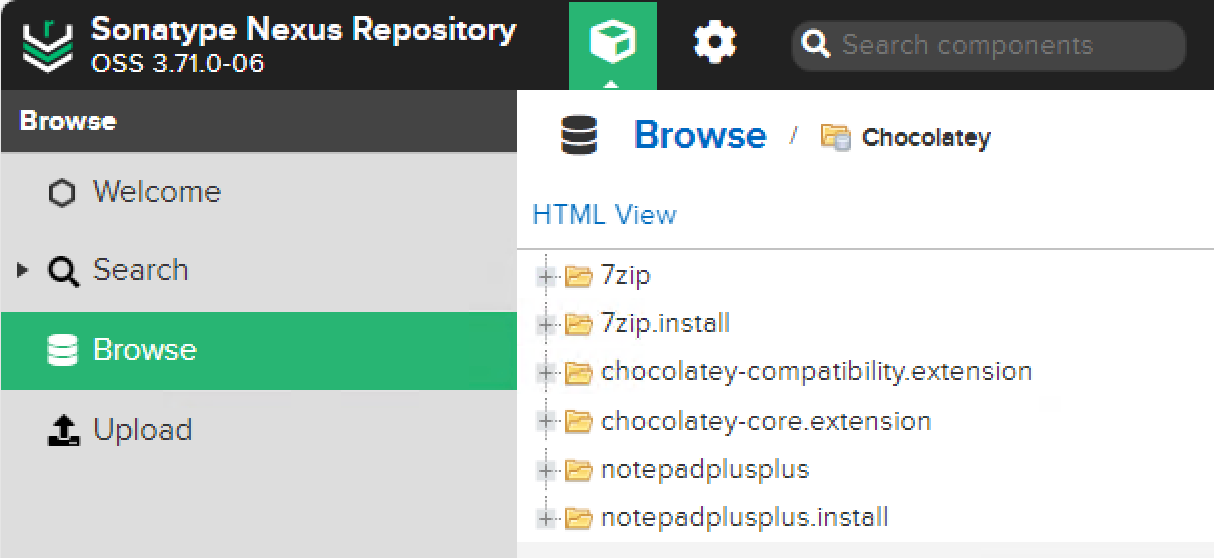 Sonatype Nexus Repository
OSS 3.71.0-06
Search components
Browse
Welcome
Search
Browse
Upload
Browse / Chocolatey
HTML View
7zip
7zip.install
chocolatey-compatibility.extension
chocolatey-core.extension
notepadplusplus
notepadplusplus.install